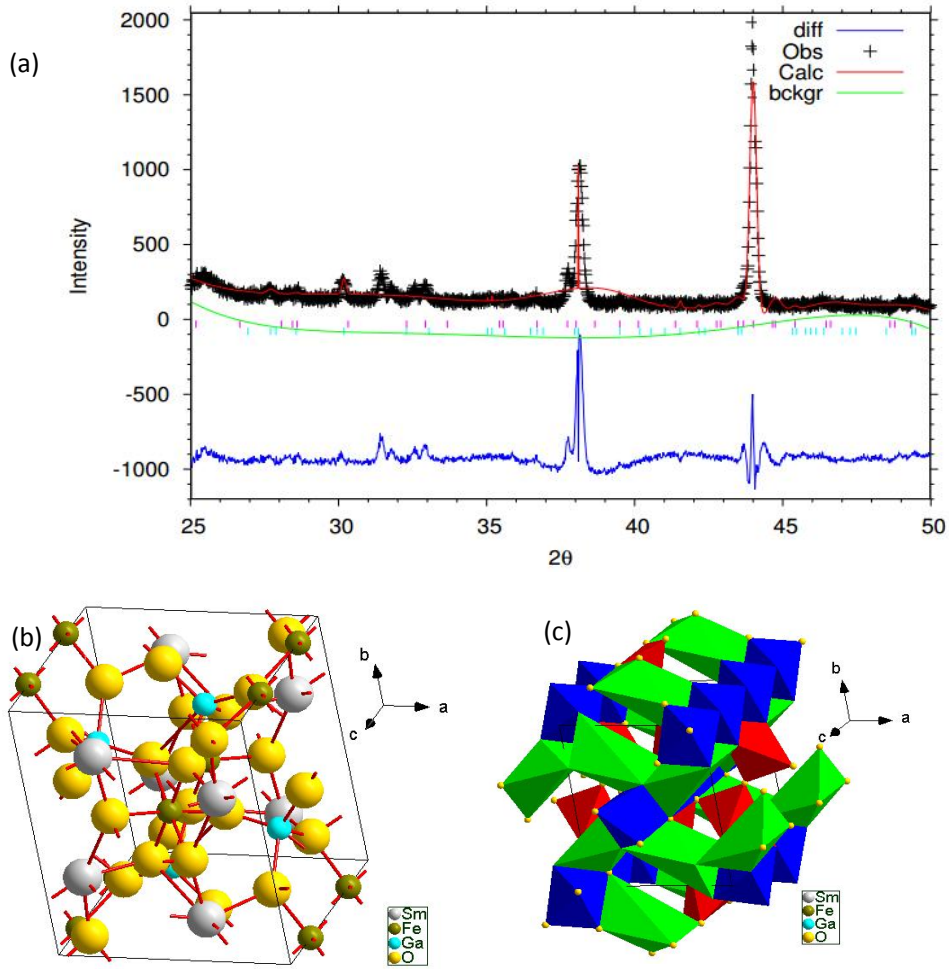 (a)
diff
Obs
Calc
bckgr
2000
1500
1000
500
0
-500
-1000
Intensity
25 30 35 40 45 50
2θ
(b)
b
a
c
Sm
Fe
Ga
O
(c)
b
a
c
Sm
Fe
Ga
O